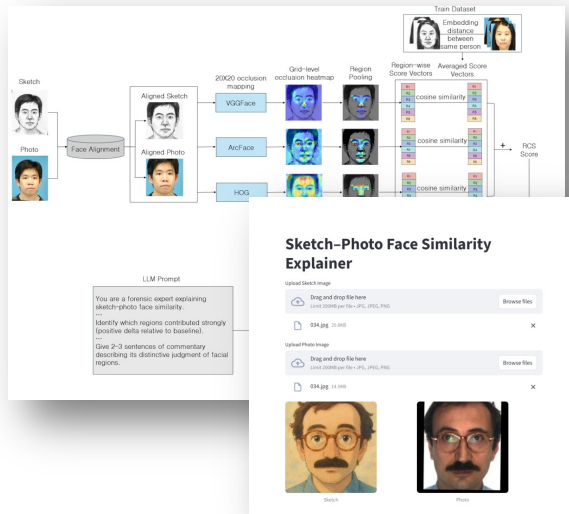 Train Dataset
Embedding
distance
between
same person
Sketch
Photo
Face Alignment
Aligned Sketch
Aligned Photo
20X20 occlusion
mapping
VGGFace
ArcFace
HOG
Grid-level
occluaion heatmap
Region
Pooling
Region-wise
Score Vectors
Averaged Score
Vectors
cosine similarity
cosine similarity
cosine similarity
+
RCS
Score
LLM Prompt
You are a forensic expert explaining
sketch-photo face similarity.
...
Identify which regions contributed strongly
(positive delta relative to baseline).
...
Give 2-3 sentences of commentary
describing its distinctive judgment of facial
regions.
Sketch–Photo Face Similarity
Explainer
Upload Sketch Image
Drag and drop file here
Limit 200MB per file • JPG, JPEG, PNG
Browse files
034.jpg
Upload Photo Image
Drag and drop file here
Limit 200MB per file • JPG, JPEG, PNG
Browse files
034.jpg
Sketch
Photo